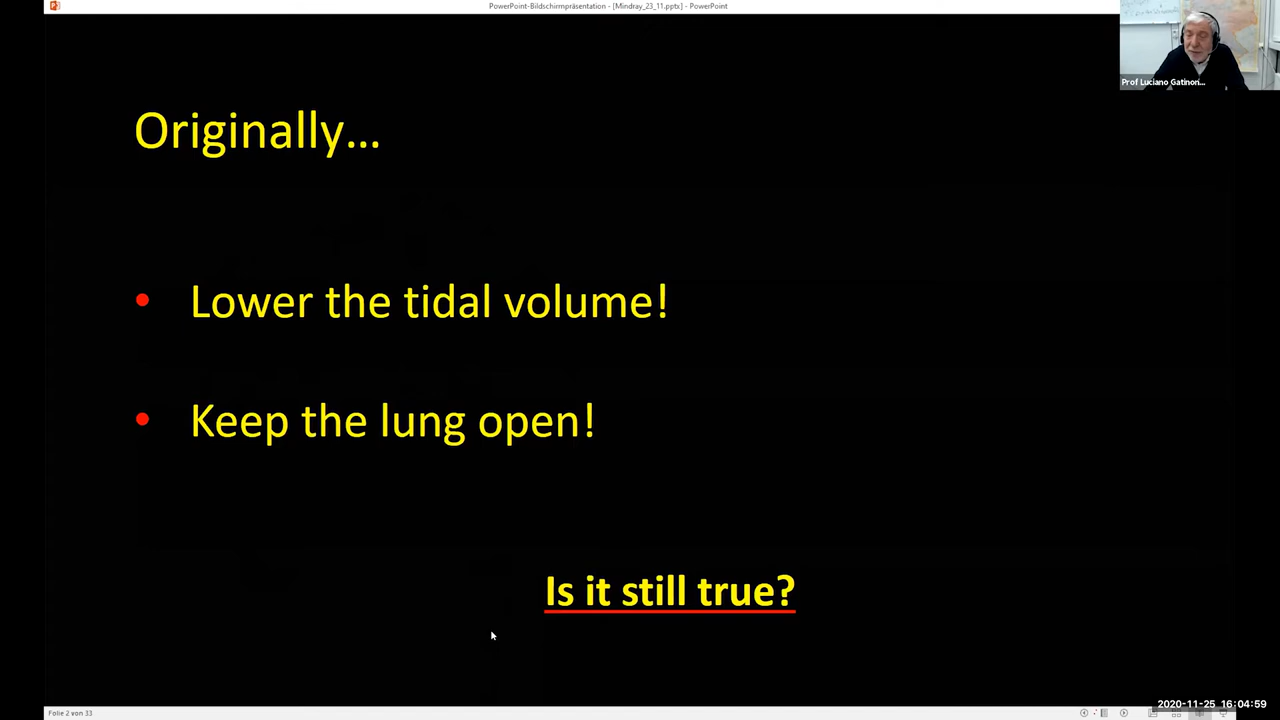 PowerPoint-Bildschirmpräsentation - [Mindray_23_11.pptx] - PowerPoint
Prof Luciano Gatinon...
Originally...
• Lower the tidal volume!
• Keep the lung open!
Is it still true?
Folie 2 von 33
2020-11-25 16:04:59